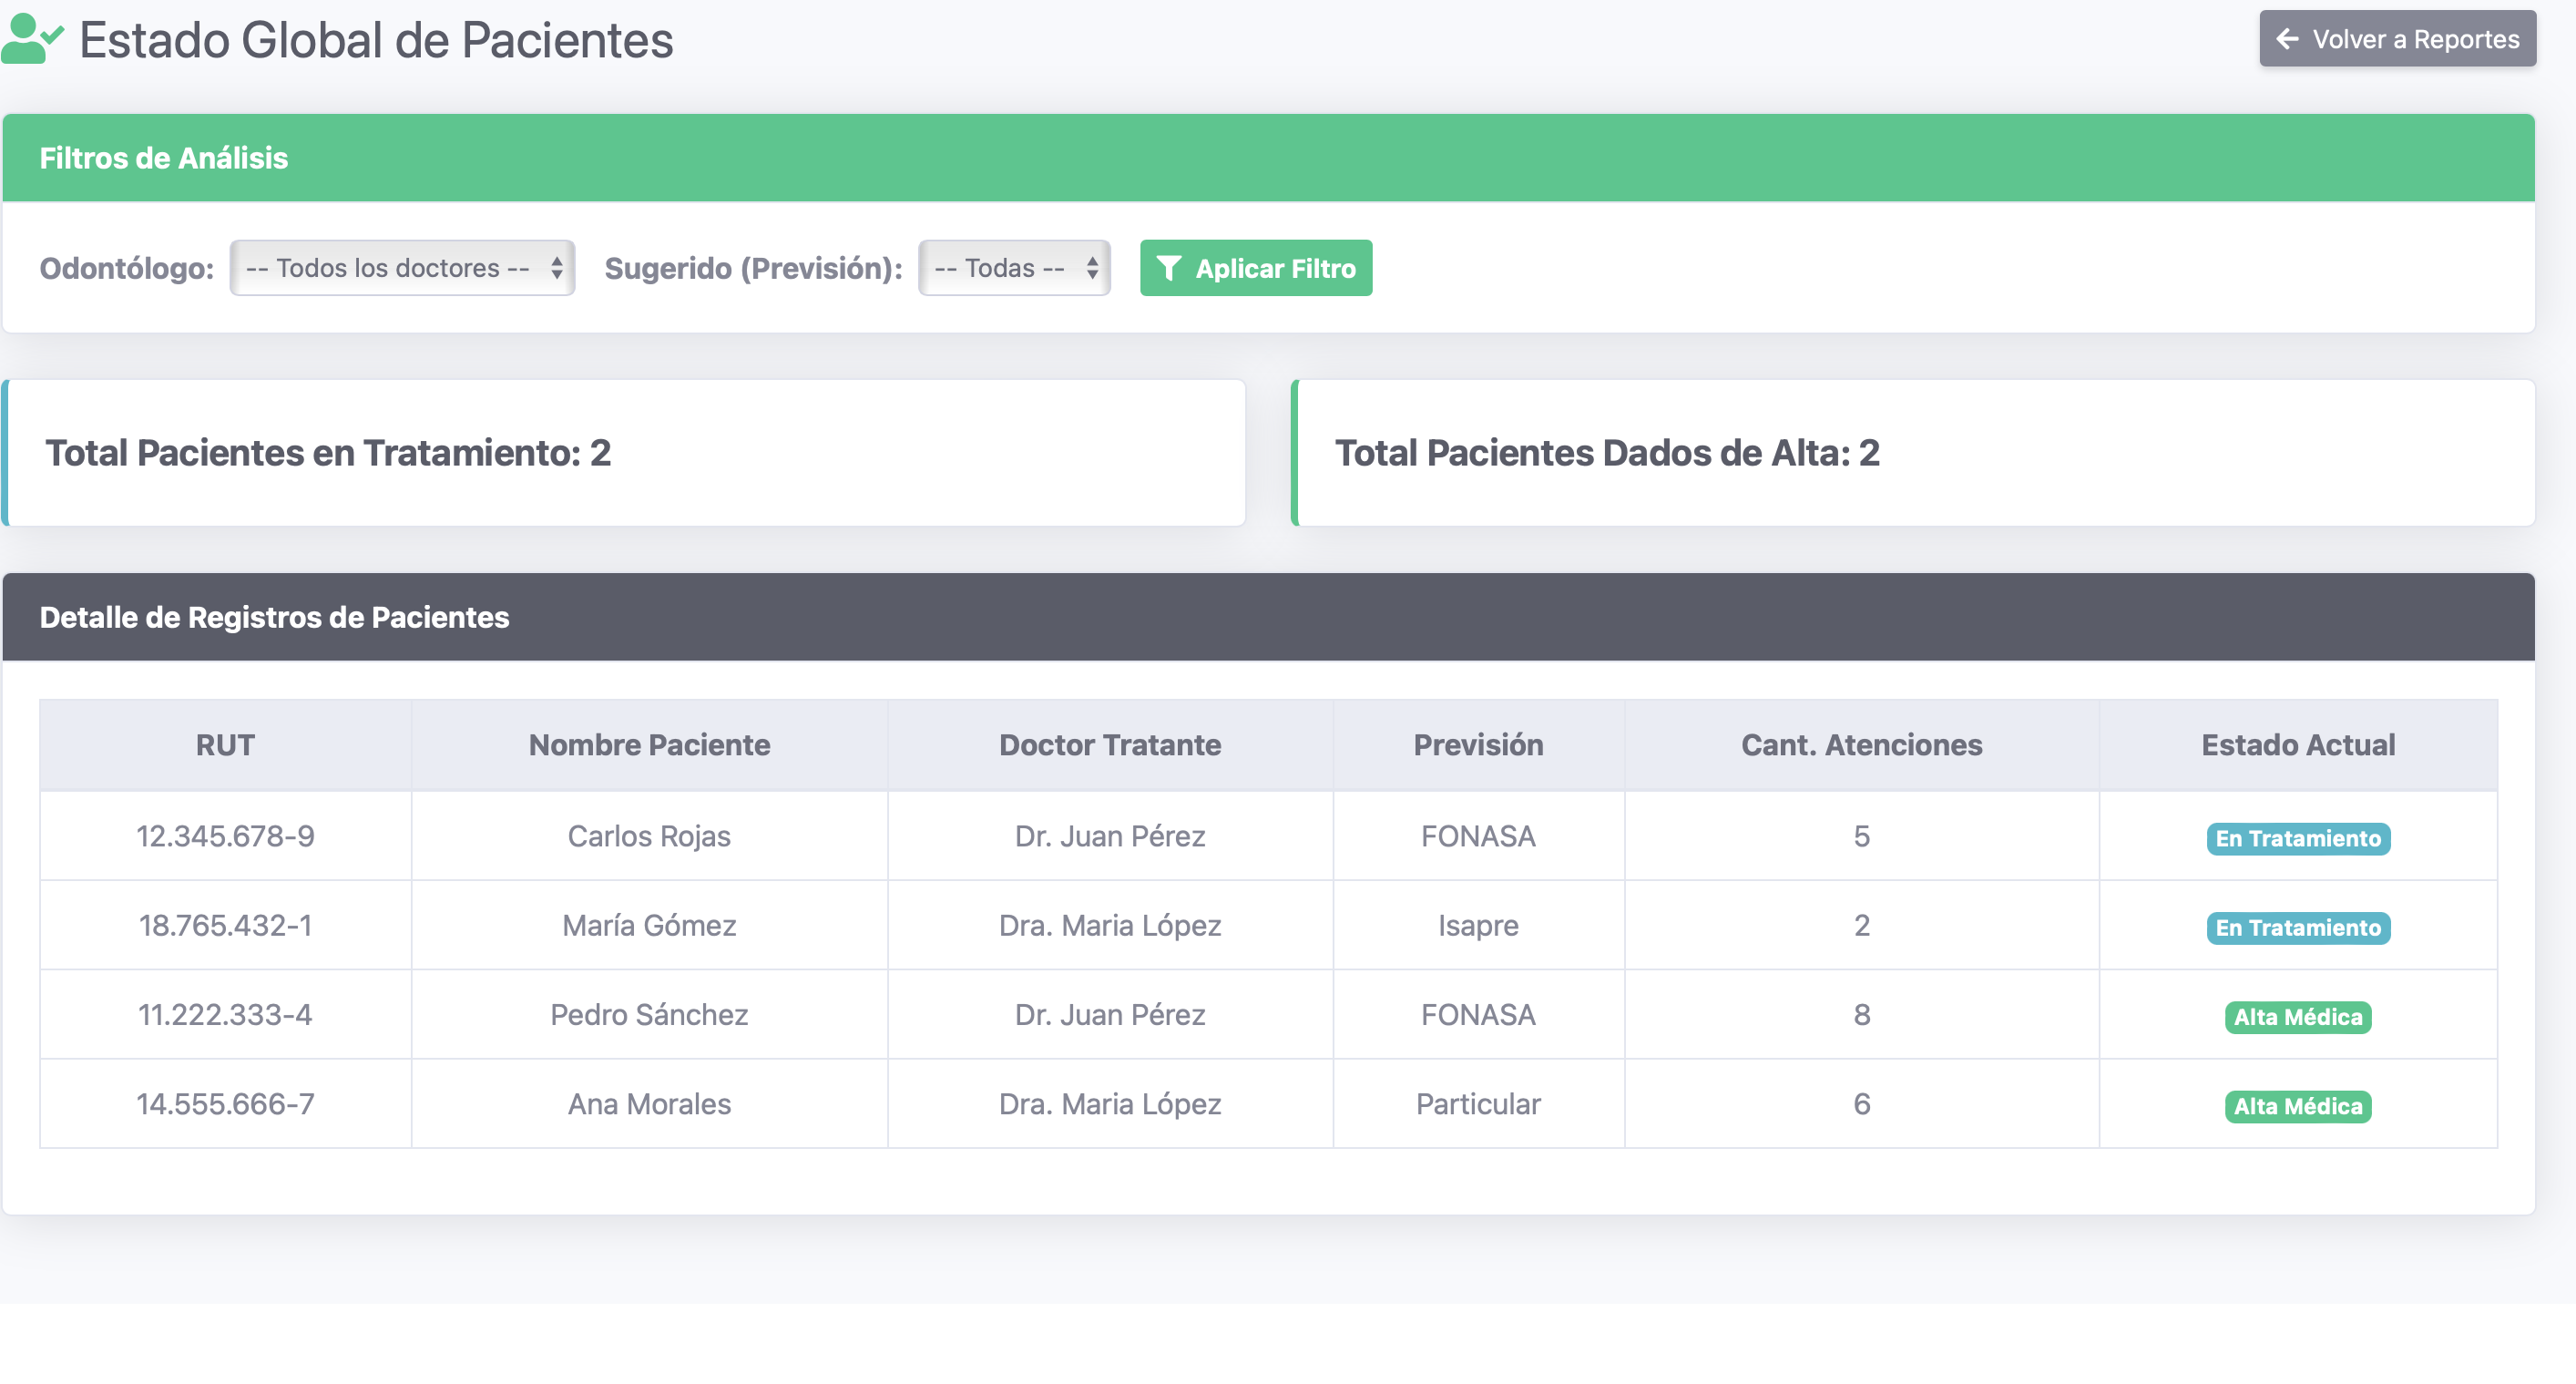 Estado Global de Pacientes
Volver a Reportes
Filtros de Análisis
Odontólogo: -- Todos los doctores -- Sugerido (Previsión): -- Todas -- Aplicar Filtro
Total Pacientes en Tratamiento: 2
Total Pacientes Dados de Alta: 2
Detalle de Registros de Pacientes
RUT Nombre Paciente Doctor Tratante Previsión Cant. Atenciones Estado Actual
12.345.678-9 Carlos Rojas Dr. Juan Pérez FONASA 5 En Tratamiento
18.765.432-1 María Gómez Dra. Maria López Isapre 2 En Tratamiento
11.222.333-4 Pedro Sánchez Dr. Juan Pérez FONASA 8 Alta Médica
14.555.666-7 Ana Morales Dra. Maria López Particular 6 Alta Médica